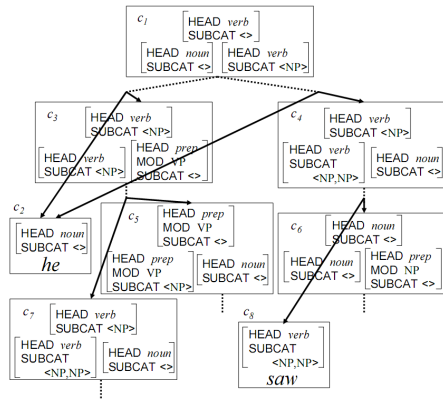 c1
HEAD verb
SUBCAT <>
HEAD noun
SUBCAT <>
HEAD verb
SUBCAT <NP>
c3
HEAD verb
SUBCAT <NP>
HEAD verb
SUBCAT <NP>
HEAD prep
MOD VP
SUBCAT <>
c4
HEAD verb
SUBCAT <NP>
HEAD verb
SUBCAT
<NP,NP>
HEAD noun
SUBCAT <>
c2
HEAD noun
SUBCAT <>
he
c5
HEAD prep
MOD VP
SUBCAT <>
HEAD prep
MOD VP
SUBCAT <NP>
HEAD noun
SUBCAT <>
c6
HEAD noun
SUBCAT <>
HEAD noun
SUBCAT <>
HEAD prep
MOD NP
SUBCAT <>
c7
HEAD verb
SUBCAT <NP>
HEAD verb
SUBCAT
<NP,NP>
HEAD noun
SUBCAT <>
c8
HEAD verb
SUBCAT
<NP,NP>
saw